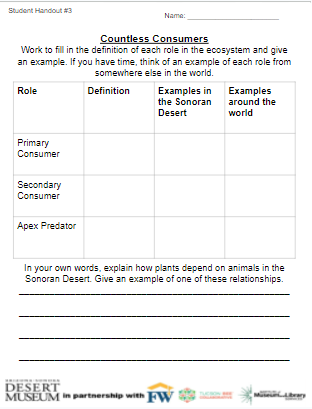 Student Handout #3
Name: ___________________________
Countless Consumers
Work to fill in the definition of each role in the ecosystem and give
an example. If you have time, think of an example of each role from
somewhere else in the world.
Role Definition Examples in the Sonoran Desert Examples around the world
Primary Consumer
Secondary Consumer
Apex Predator
In your own words, explain how plants depend on animals in the
Sonoran Desert. Give an example of one of these relationships.
DESERT
MUSEUM in partnership with FW